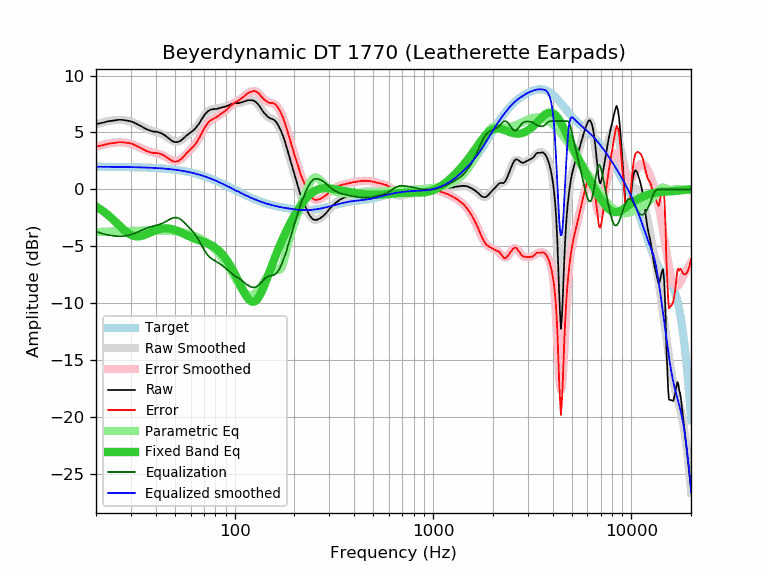 Beyerdynamic DT 1770 (Leatherette Earpads)
10
5
0
−5
−10
−15
−20
−25
Amplitude (dBr)
Target
Raw Smoothed
Error Smoothed
Raw
Error
Parametric Eq
Fixed Band Eq
Equalization
Equalized smoothed
100
1000
10000
Frequency (Hz)